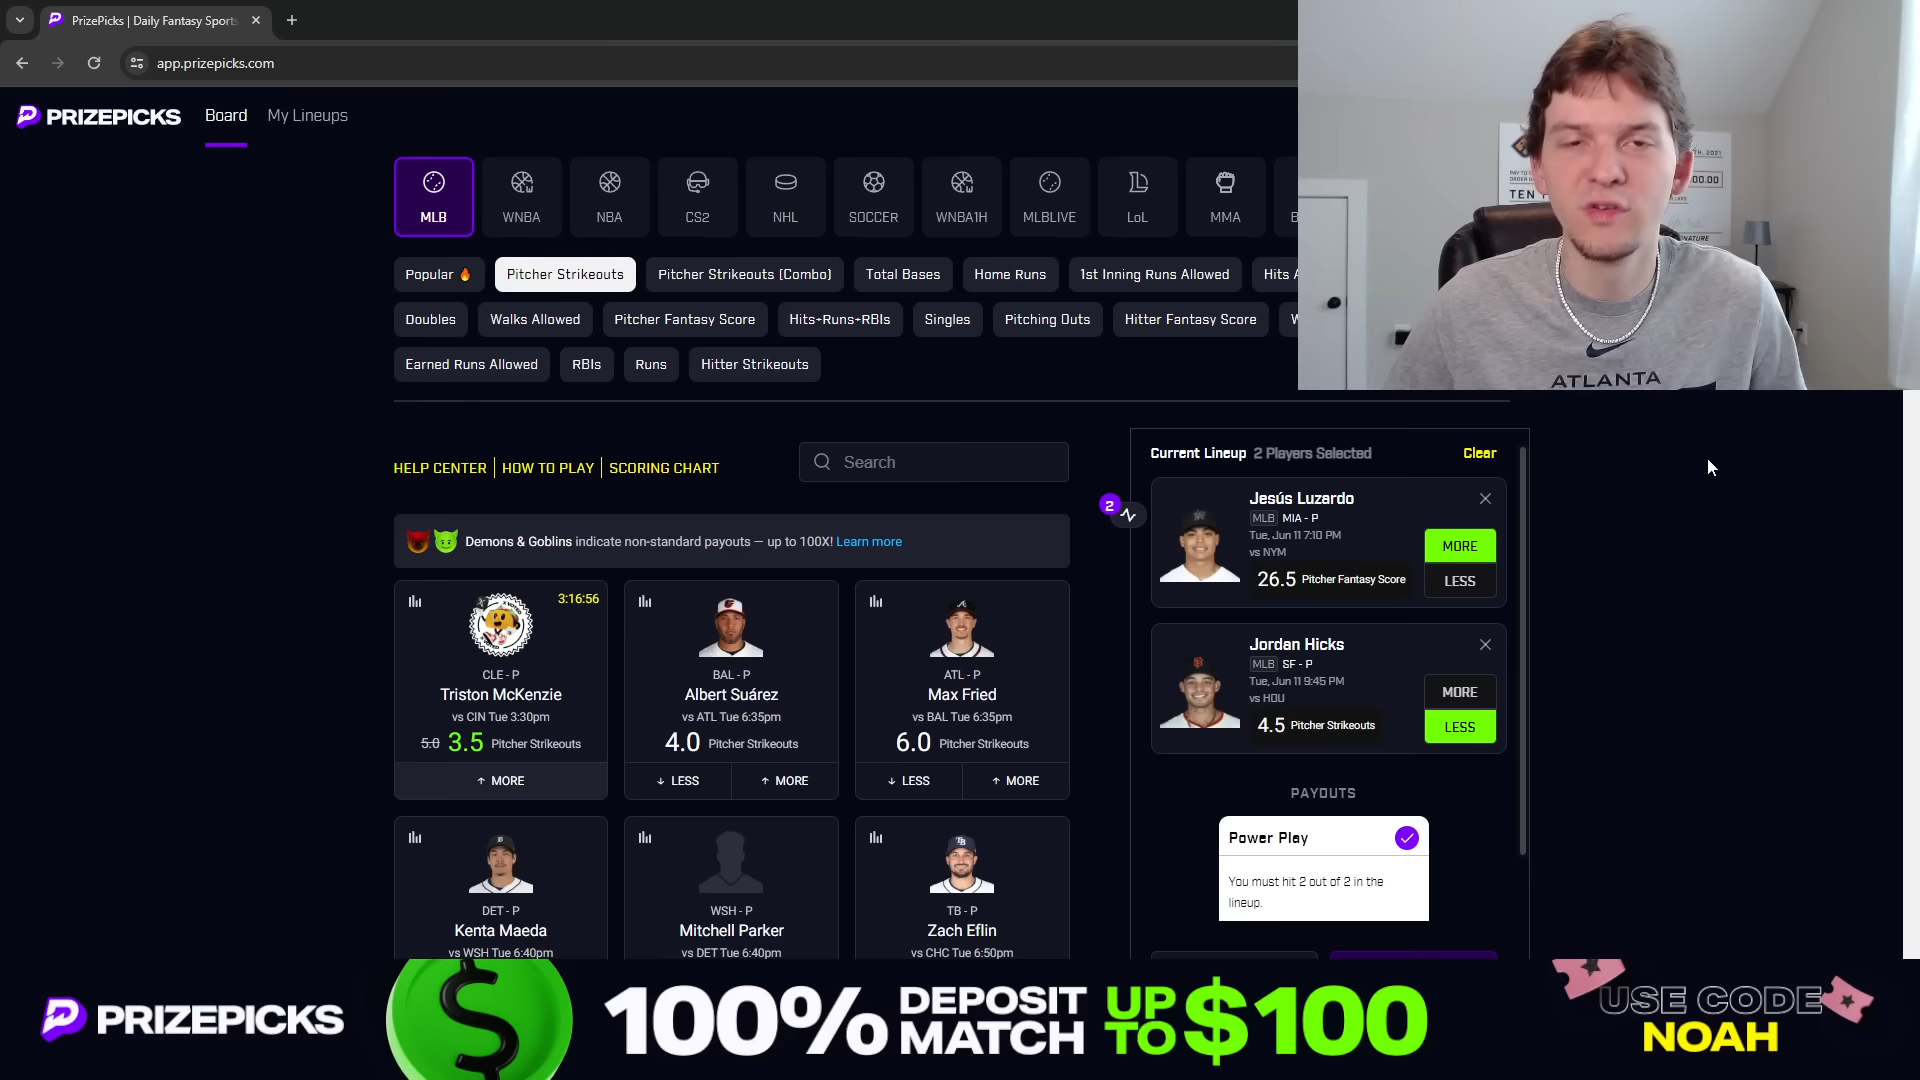 PrizePicks | Daily Fantasy Sports
app.prizepicks.com
PRIZEPICKS
Board
My Lineups
MLB
WNBA
NBA
CS2
NHL
SOCCER
WNBA1H
MLBLIVE
LoL
MMA
B
Popular 🔥
Pitcher Strikeouts
Pitcher Strikeouts (Combo)
Total Bases
Home Runs
1st Inning Runs Allowed
Hits A
Doubles
Walks Allowed
Pitcher Fantasy Score
Hits+Runs+RBIs
Singles
Pitching Outs
Hitter Fantasy Score
Earned Runs Allowed
RBIs
Runs
Hitter Strikeouts
TH, 2021
PAY TO
TEN
00.00
NATURE
ATLANTA
HELP CENTER
HOW TO PLAY
SCORING CHART
Search
Demons & Goblins indicate non-standard payouts — up to 100X! Learn more
3:16:56
CLE - P
Triston McKenzie
vs CIN Tue 3:30pm
5.0 3.5 Pitcher Strikeouts
↑ MORE
BAL - P
Albert Suárez
vs ATL Tue 6:35pm
4.0 Pitcher Strikeouts
↓ LESS
↑ MORE
ATL - P
Max Fried
vs BAL Tue 6:35pm
6.0 Pitcher Strikeouts
↓ LESS
↑ MORE
DET - P
Kenta Maeda
vs WSH Tue 6:40pm
WSH - P
Mitchell Parker
vs DET Tue 6:40pm
TB - P
Zach Eflin
vs CHC Tue 6:50pm
2
Current Lineup 2 Players Selected
Clear
Jesús Luzardo
MLB MIA - P
Tue, Jun 11 7:10 PM
vs NYM
26.5 Pitcher Fantasy Score
MORE
LESS
Jordan Hicks
MLB SF - P
Tue, Jun 11 9:45 PM
vs HOU
4.5 Pitcher Strikeouts
MORE
LESS
PAYOUTS
Power Play
You must hit 2 out of 2 in the
lineup.
PRIZEPICKS
$
100% DEPOSIT MATCH UP TO $100
USE CODE
NOAH